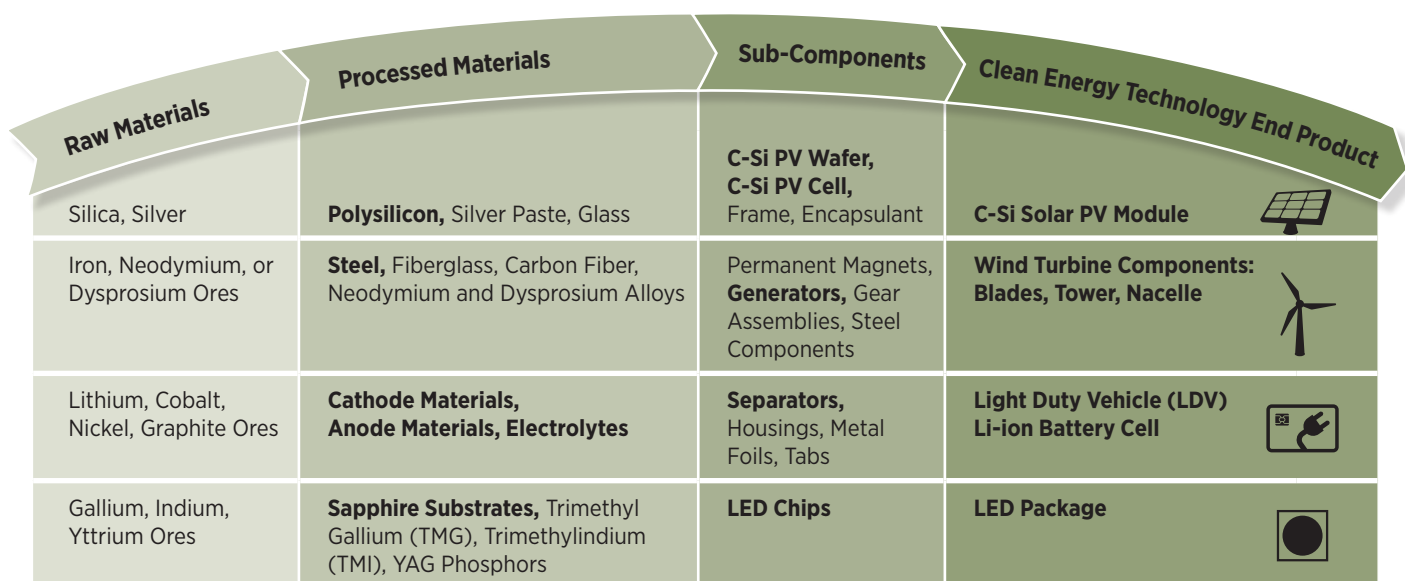 Raw Materials
Processed Materials
Sub-Components
Clean Energy Technology End Product
Silica, Silver
Polysilicon, Silver Paste, Glass
C-Si PV Wafer,
C-Si PV Cell,
Frame, Encapsulant
C-Si Solar PV Module
Iron, Neodymium, or
Dysprosium Ores
Steel, Fiberglass, Carbon Fiber,
Neodymium and Dysprosium Alloys
Permanent Magnets,
Generators, Gear
Assemblies, Steel
Components
Wind Turbine Components:
Blades, Tower, Nacelle
Lithium, Cobalt,
Nickel, Graphite Ores
Cathode Materials,
Anode Materials, Electrolytes
Separators,
Housings, Metal
Foils, Tabs
Light Duty Vehicle (LDV)
Li-ion Battery Cell
Gallium, Indium,
Yttrium Ores
Sapphire Substrates, Trimethyl
Gallium (TMG), Trimethylindium
(TMI), YAG Phosphors
LED Chips
LED Package